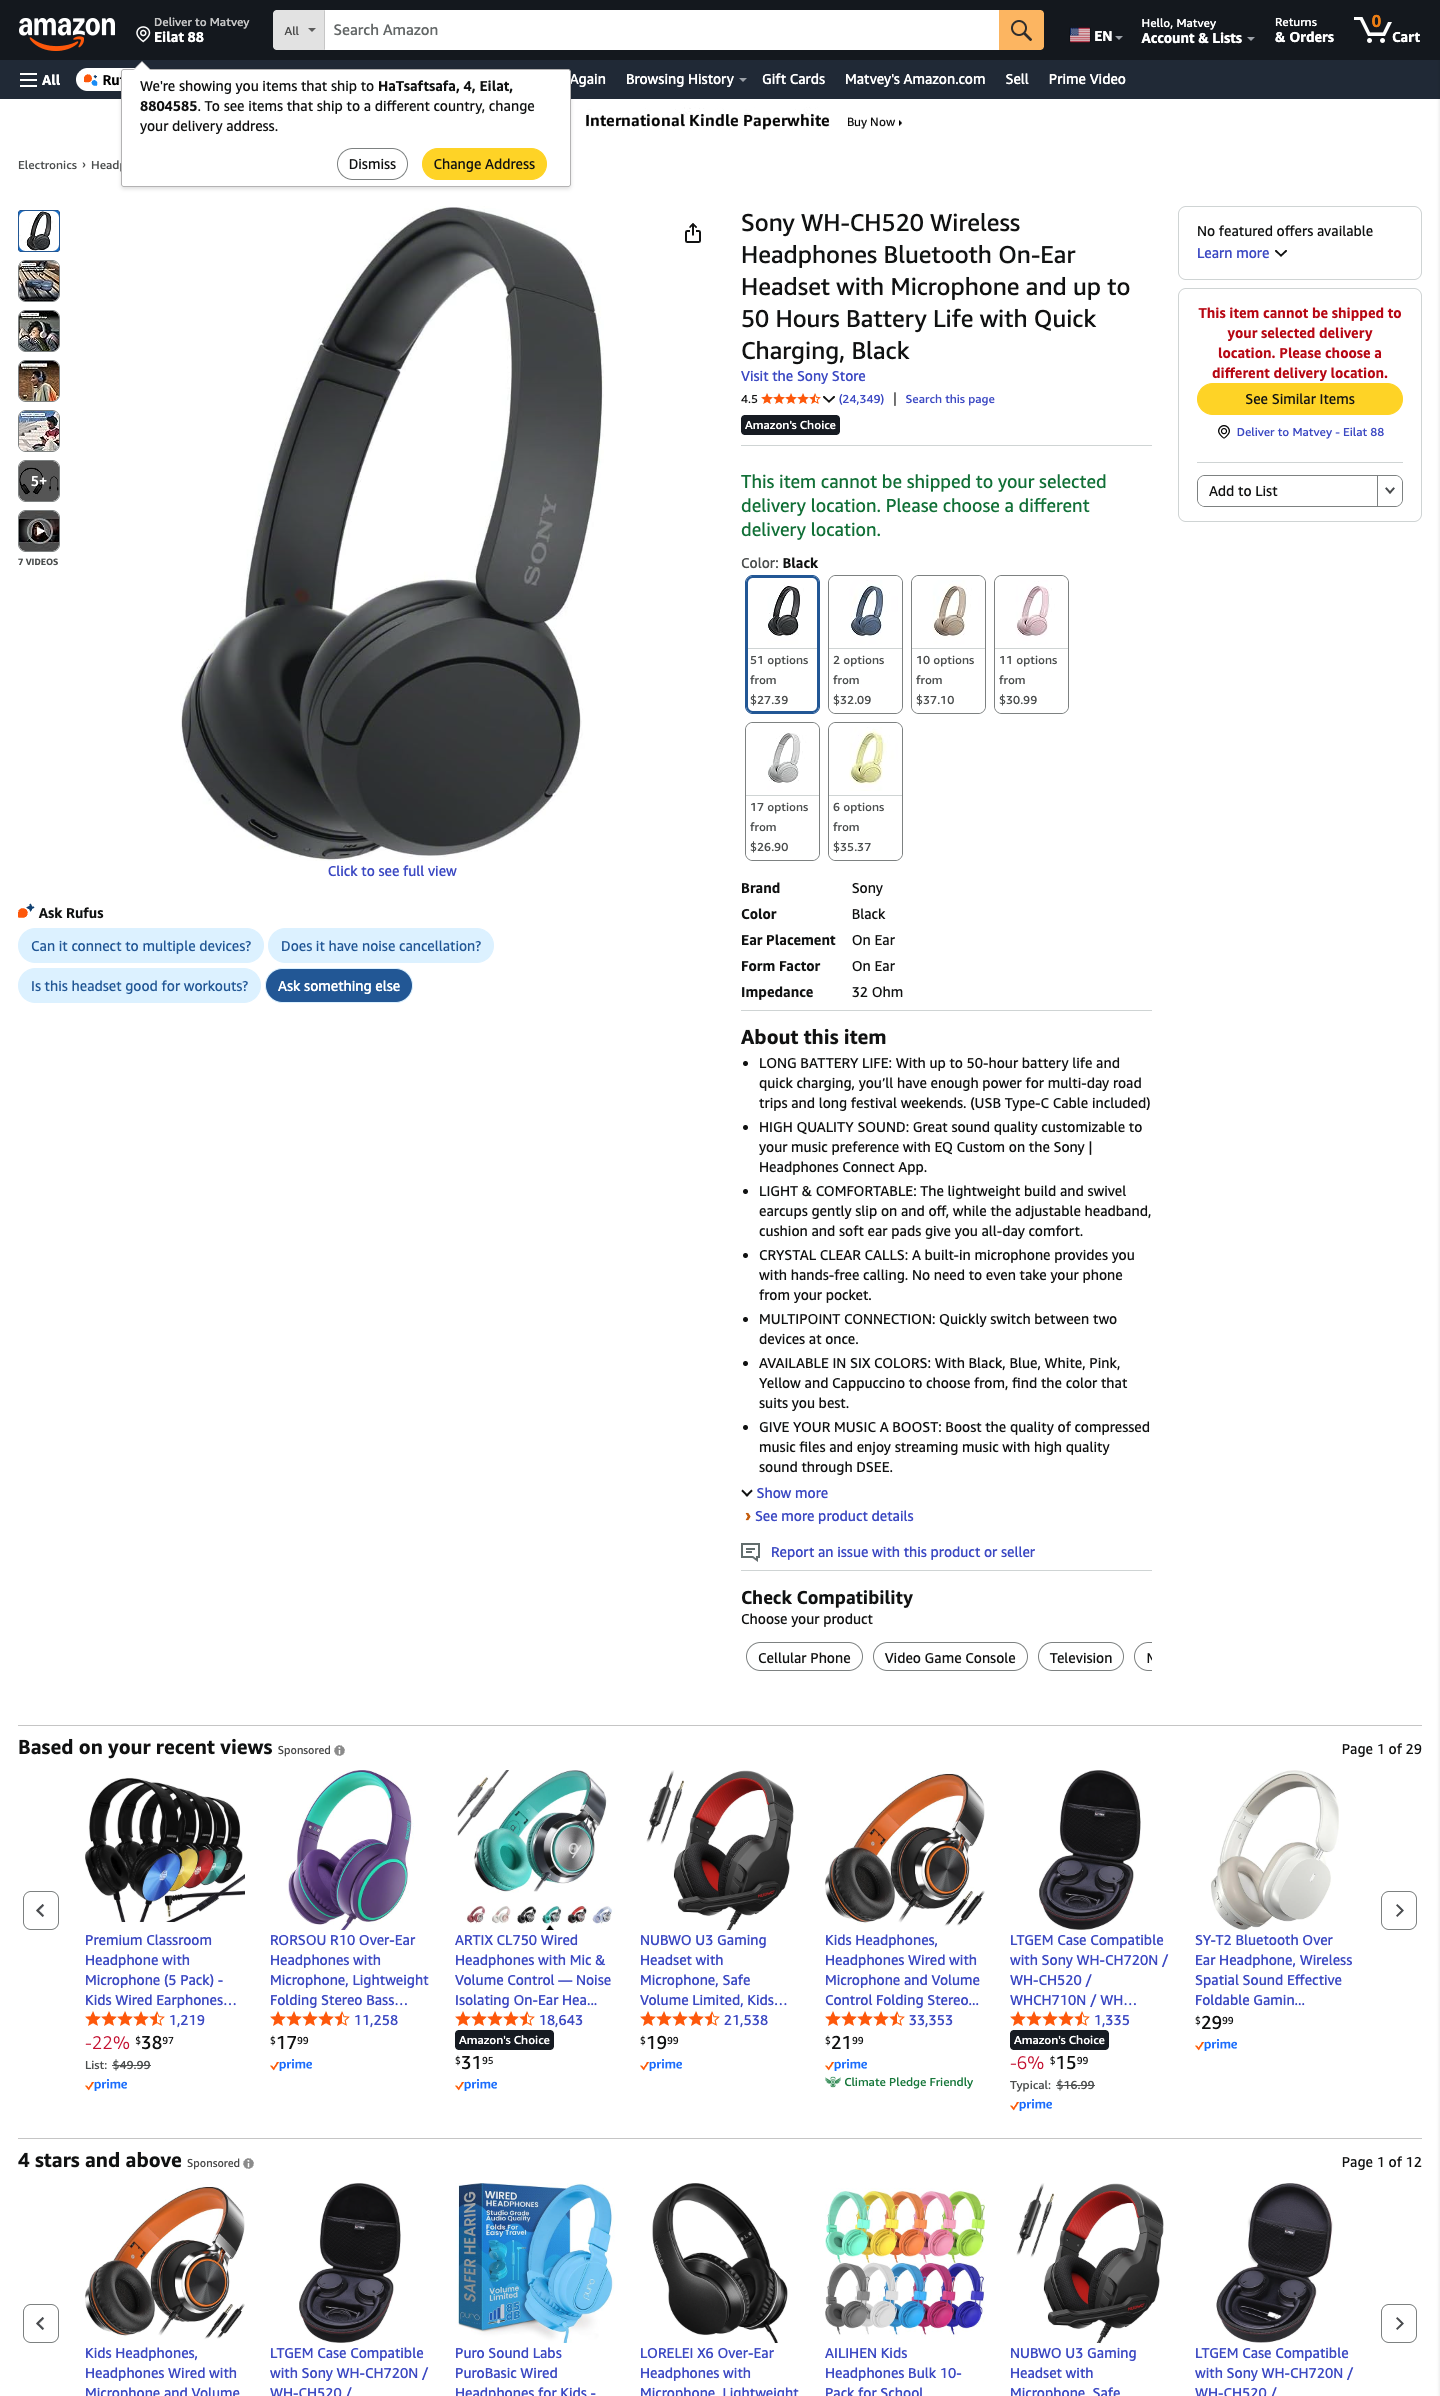 amazon
Deliver to Matvey
Eilat 88
All
Search Amazon
EN
Hello, Matvey
Account & Lists
Returns
& Orders
0
Cart
All
Again
Browsing History
Gift Cards
Matvey's Amazon.com
Sell
Prime Video
We're showing you items that ship to HaTsaftsafa, 4, Eilat,
8804585. To see items that ship to a different country, change
your delivery address.
Dismiss
Change Address
International Kindle Paperwhite
Buy Now
Electronics ›
SONY
5+
7 VIDEOS
Click to see full view
Ask Rufus
Can it connect to multiple devices?
Does it have noise cancellation?
Is this headset good for workouts?
Ask something else
Sony WH-CH520 Wireless
Headphones Bluetooth On-Ear
Headset with Microphone and up to
50 Hours Battery Life with Quick
Charging, Black
Visit the Sony Store
4.5 (24,349) | Search this page
Amazon's Choice
This item cannot be shipped to your selected
delivery location. Please choose a different
delivery location.
Color: Black
51 options
from
$27.39
2 options
from
$32.09
10 options
from
$37.10
11 options
from
$30.99
17 options
from
$26.90
6 options
from
$35.37
Brand Sony
Color Black
Ear Placement On Ear
Form Factor On Ear
Impedance 32 Ohm
About this item
• LONG BATTERY LIFE: With up to 50-hour battery life and
quick charging, you'll have enough power for multi-day road
trips and long festival weekends. (USB Type-C Cable included)
• HIGH QUALITY SOUND: Great sound quality customizable to
your music preference with EQ Custom on the Sony |
Headphones Connect App.
• LIGHT & COMFORTABLE: The lightweight build and swivel
earcups gently slip on and off, while the adjustable headband,
cushion and soft ear pads give you all-day comfort.
• CRYSTAL CLEAR CALLS: A built-in microphone provides you
with hands-free calling. No need to even take your phone
from your pocket.
• MULTIPOINT CONNECTION: Quickly switch between two
devices at once.
• AVAILABLE IN SIX COLORS: With Black, Blue, White, Pink,
Yellow and Cappuccino to choose from, find the color that
suits you best.
• GIVE YOUR MUSIC A BOOST: Boost the quality of compressed
music files and enjoy streaming music with high quality
sound through DSEE.
Show more
› See more product details
Report an issue with this product or seller
Check Compatibility
Choose your product
Cellular Phone
Video Game Console
Television
No featured offers available
Learn more
This item cannot be shipped to
your selected delivery
location. Please choose a
different delivery location.
See Similar Items
Deliver to Matvey - Eilat 88
Add to List
Based on your recent views
Sponsored
Page 1 of 29
Premium Classroom
Headphone with
Microphone (5 Pack) -
Kids Wired Earphones...
1,219
-22% $3897
List: $49.99
prime
RORSOU R10 Over-Ear
Headphones with
Microphone, Lightweight
Folding Stereo Bass...
11,258
$1799
prime
ARTIX CL750 Wired
Headphones with Mic &
Volume Control — Noise
Isolating On-Ear Hea...
18,643
Amazon's Choice
$3195
prime
NUBWO U3 Gaming
Headset with
Microphone, Safe
Volume Limited, Kids...
21,538
$1999
prime
Kids Headphones,
Headphones Wired with
Microphone and Volume
Control Folding Stereo...
33,353
$2199
prime
Climate Pledge Friendly
LTGEM Case Compatible
with Sony WH-CH720N /
WH-CH520 /
WHCH710N / WH...
1,335
Amazon's Choice
-6% $1599
Typical: $16.99
prime
SY-T2 Bluetooth Over
Ear Headphone, Wireless
Spatial Sound Effective
Foldable Gamin...
$2999
prime
4 stars and above
Sponsored
Page 1 of 12
SAFER HEARING
WIRED
HEADPHONES
Studio Grade
Audio Quality
Folds For
Easy Travel
Volume
Limited
85
Kids Headphones,
Headphones Wired with
Microphone and Volume
LTGEM Case Compatible
with Sony WH-CH720N /
WH-CH520 /
Puro Sound Labs
PuroBasic Wired
Headphones for Kids -
LORELEI X6 Over-Ear
Headphones with
Microphone, Lightweight
AILIHEN Kids
Headphones Bulk 10-
Pack for School
NUBWO U3 Gaming
Headset with
Microphone, Safe
LTGEM Case Compatible
with Sony WH-CH720N /
WH-CH520 /